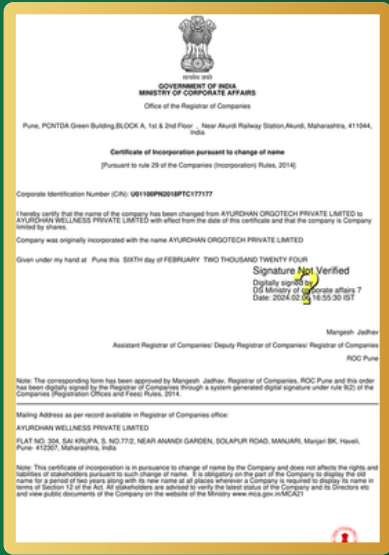 सत्यमेव जयते
GOVERNMENT OF INDIA
MINISTRY OF CORPORATE AFFAIRS
Office of the Registrar of Companies
Pune, PCNTDA Green Building,BLOCK A, 1st & 2nd Floor , Near Akurdi Railway Station,Akurdi, Maharashtra, 411044,
India
Certificate of Incorporation pursuant to change of name
[Pursuant to rule 29 of the Companies (Incorporation) Rules, 2014]
Corporate Identification Number (CIN): U01100PN2018PTC177177
I hereby certify that the name of the company has been changed from AYURDHAN ORGOTECH PRIVATE LIMITED to
AYURDHAN WELLNESS PRIVATE LIMITED with effect from the date of this certificate and that the company is Company
limited by shares.
Company was originally incorporated with the name AYURDHAN ORGOTECH PRIVATE LIMITED
Given under my hand at Pune this SIXTH day of FEBRUARY TWO THOUSAND TWENTY FOUR
Signature Not Verified
Digitally signed by
DS Ministry of corporate affairs 7
Date: 2024.02.06 16:55:30 IST
Mangesh Jadhav
Assistant Registrar of Companies/ Deputy Registrar of Companies/ Registrar of Companies
ROC Pune
Note: The corresponding form has been approved by Mangesh Jadhav, Registrar of Companies, ROC Pune and this order
has been digitally signed by the Registrar of Companies through a system generated digital signature under rule 9(2) of the
Companies (Registration Offices and Fees) Rules, 2014.
Mailing Address as per record available in Registrar of Companies office:
AYURDHAN WELLNESS PRIVATE LIMITED
FLAT NO. 304, SAI KRUPA, S. NO.77/2, NEAR ANANDI GARDEN, SOLAPUR ROAD, MANJARI, Manjari BK, Haveli,
Pune- 412307, Maharashtra, India
Note: This certificate of incorporation is in pursuance to change of name by the Company and does not affects the rights and
liabilities of stakeholders pursuant to such change of name. It is obligatory on the part of the Company to display the old
name for a period of two years along with its new name at all places wherever a Company is required to display its name in
terms of Section 12 of the Act. All stakeholders are advised to verify the latest status of the Company and its Directors etc
and view public documents of the Company on the website of the Ministry www.mca.gov.in/MCA21